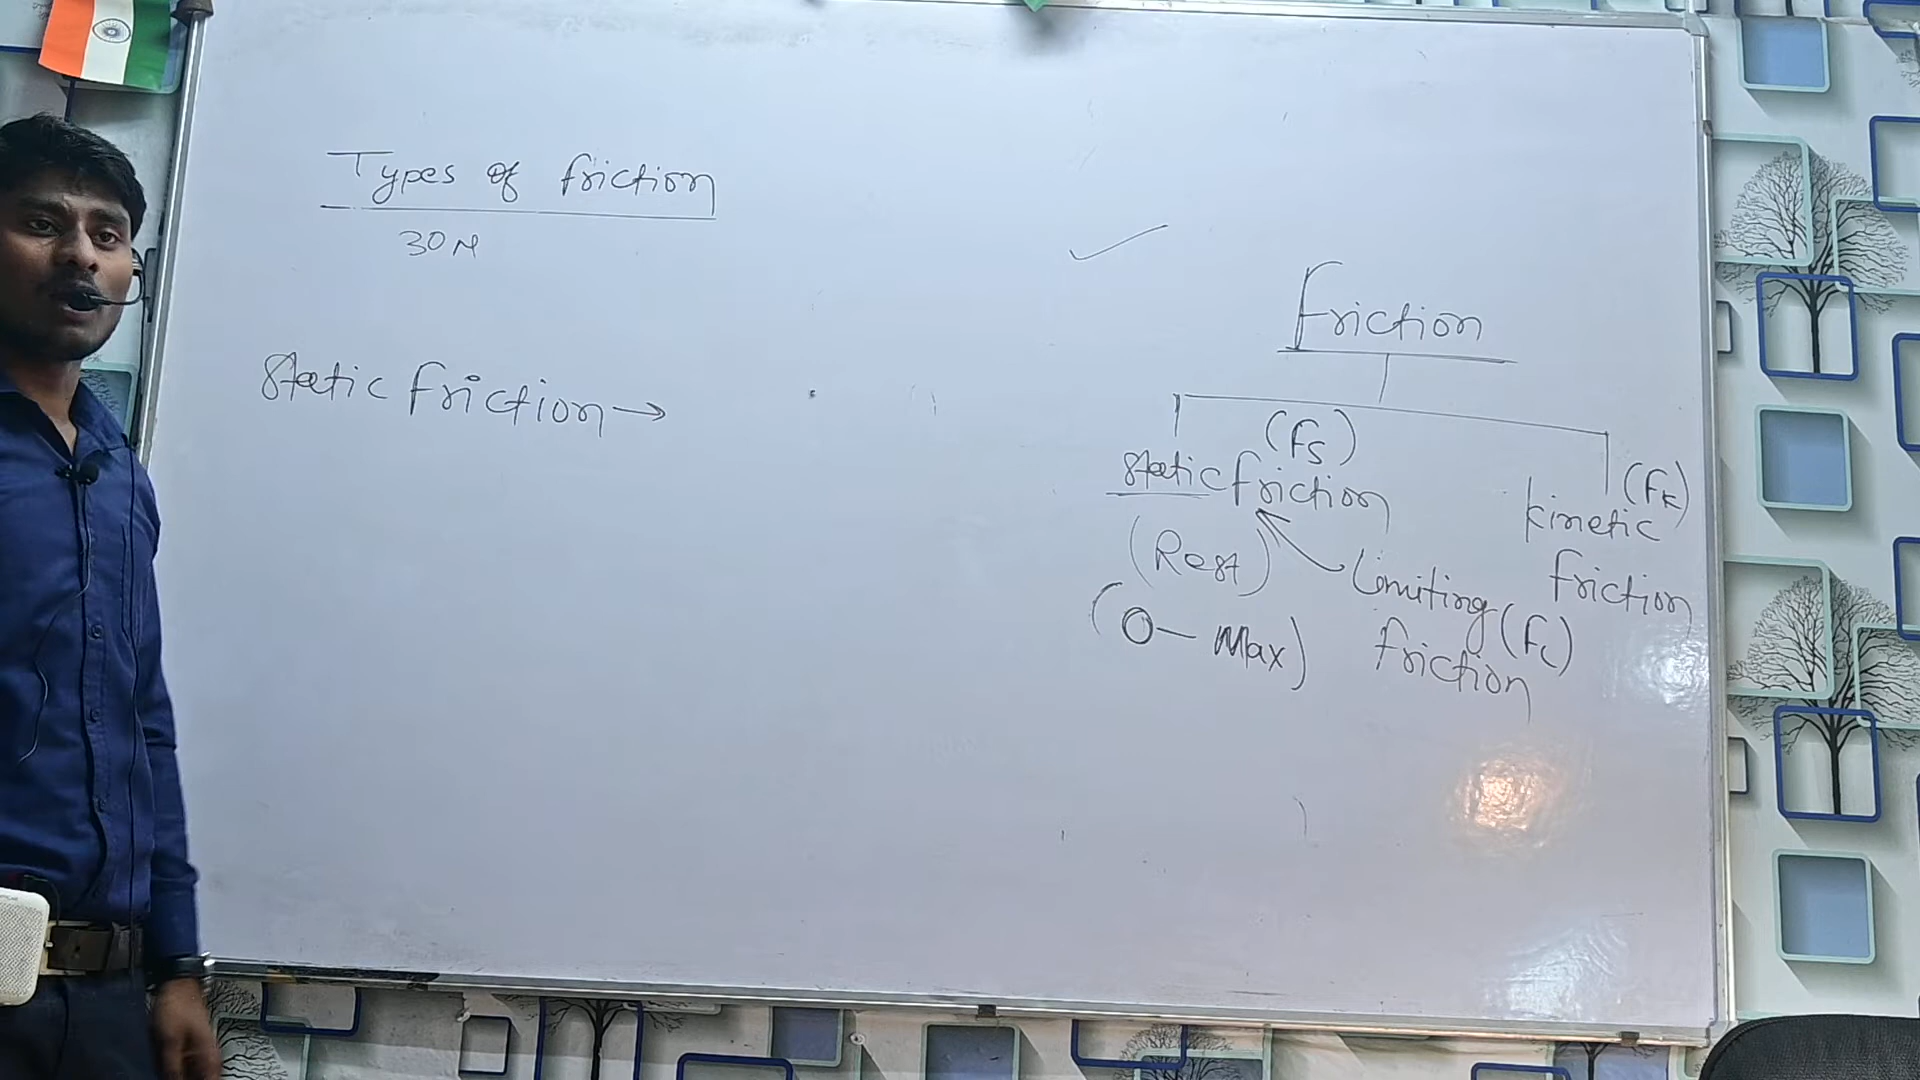 Types of friction
30 N
Static friction →
Friction
(fs)
static friction
(Rest)
(0 — Max)
Limiting
friction
(fL)
(fk)
kinetic
friction